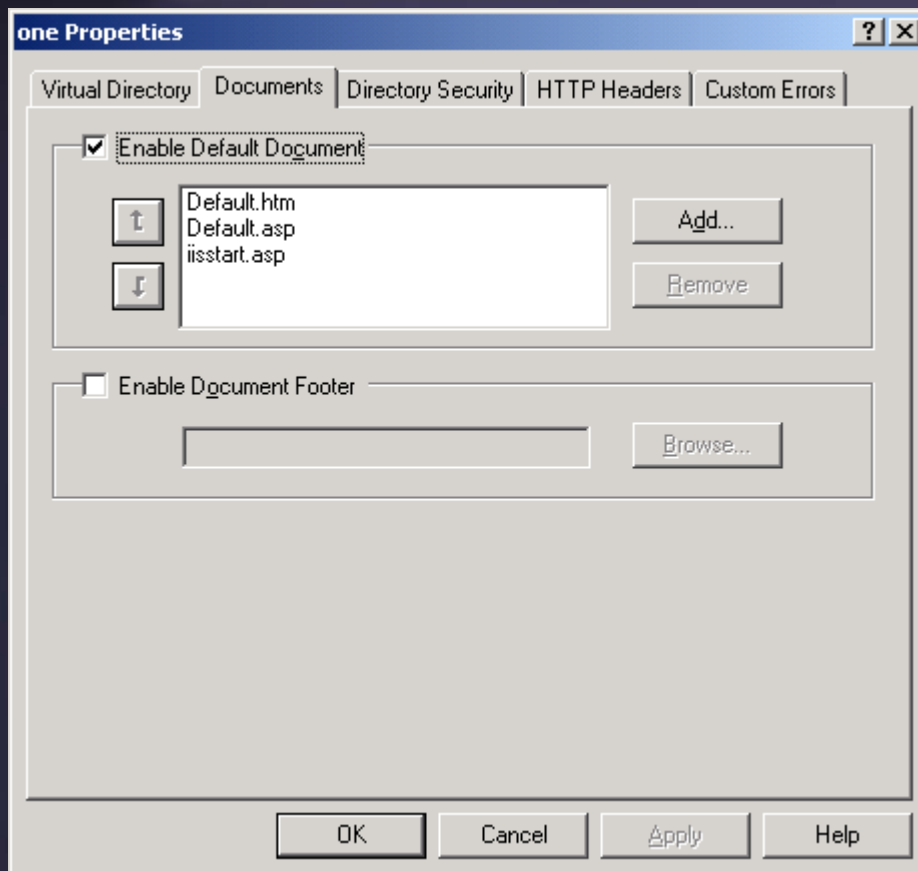 one Properties
Virtual Directory Documents Directory Security HTTP Headers Custom Errors
Enable Default Document
Default.htm
Default.asp
iisstart.asp
Add...
Remove
Enable Document Footer
Browse...
OK Cancel Apply Help